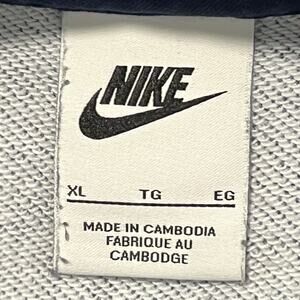 NIKE
XL TG EG
MADE IN CAMBODIA
FABRIQUE AU
CAMBODGE